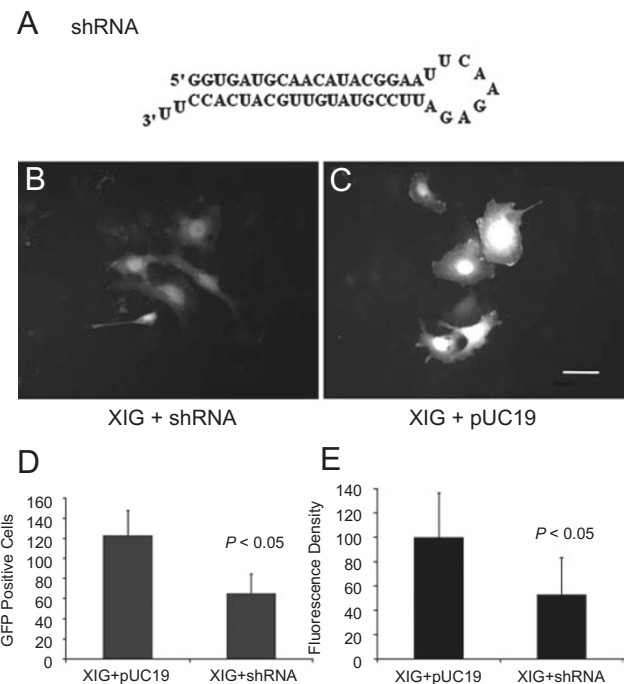 A shRNA
5'GGUGAUGCAACAUACGGAAUUCAAG
3'UUCCACUACGUUGUAUGCCUUAGA
B
C
XIG + shRNA
XIG + pUC19
D
GFP Positive Cells
160
140
120
100
80
60
40
20
0
P < 0.05
XIG+pUC19
XIG+shRNA
E
Fluorescence Density
140
120
100
80
60
40
20
0
P < 0.05
XIG+pUC19
XIG+shRNA